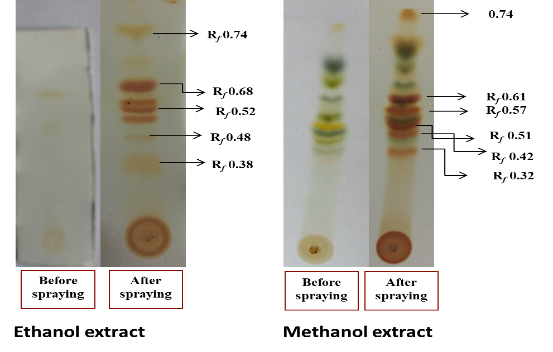 Rf 0.74
Rf 0.68
Rf 0.52
Rf 0.48
Rf 0.38
Before
spraying
After
spraying
Ethanol extract
0.74
Rf 0.61
Rf 0.57
Rf 0.51
Rf 0.42
Rf 0.32
Before
spraying
After
spraying
Methanol extract